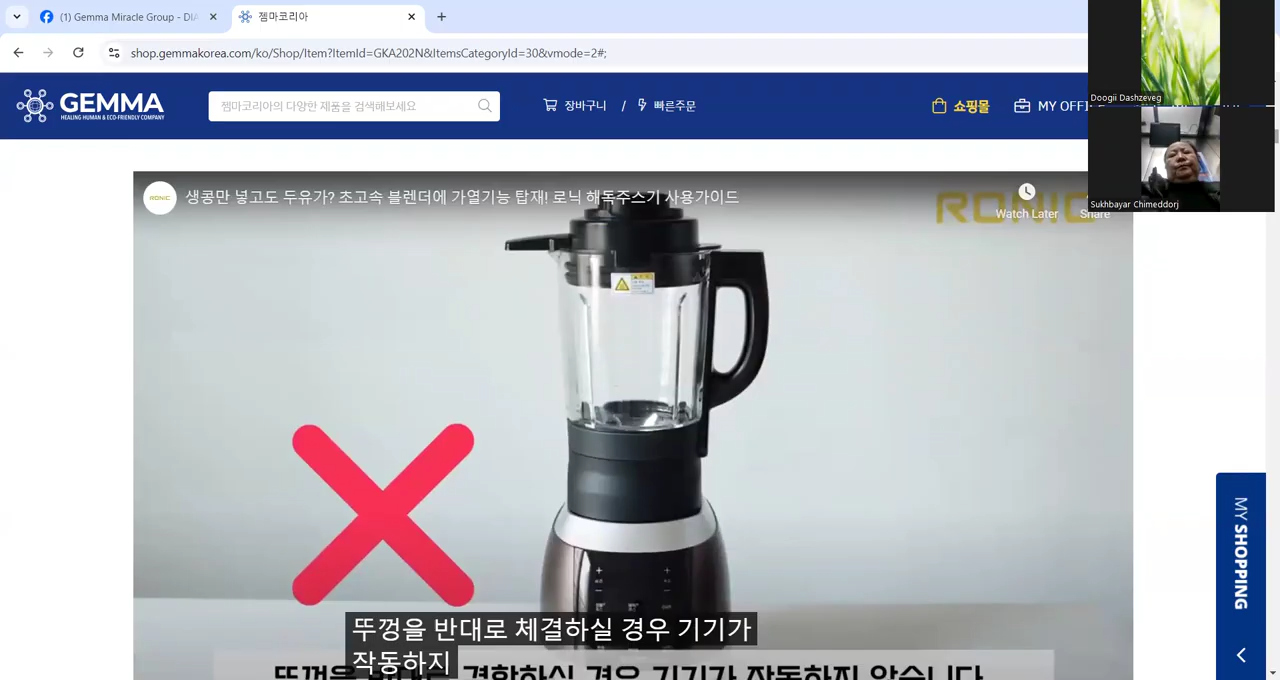 (1) Gemma Miracle Group - DIA
젬마코리아
shop.gemmakorea.com/ko/Shop/Item?ItemId=GKA202N&ItemsCategoryId=30&vmode=2#;
GEMMA
HEALING HUMAN & ECO-FRIENDLY COMPANY
젬마코리아의 다양한 제품을 검색해보세요
장바구니 / 빠른주문
쇼핑몰
MY OFFI
Doogii Dashzeveg
Sukhbayar Chimeddorj
RONIC
생콩만 넣고도 두유가? 초고속 블렌더에 가열기능 탑재! 로닉 해독주스기 사용가이드
RONIC
Watch Later
Share
MY SHOPPING
뚜껑을 반대로 체결하실 경우 기기가
작동하지